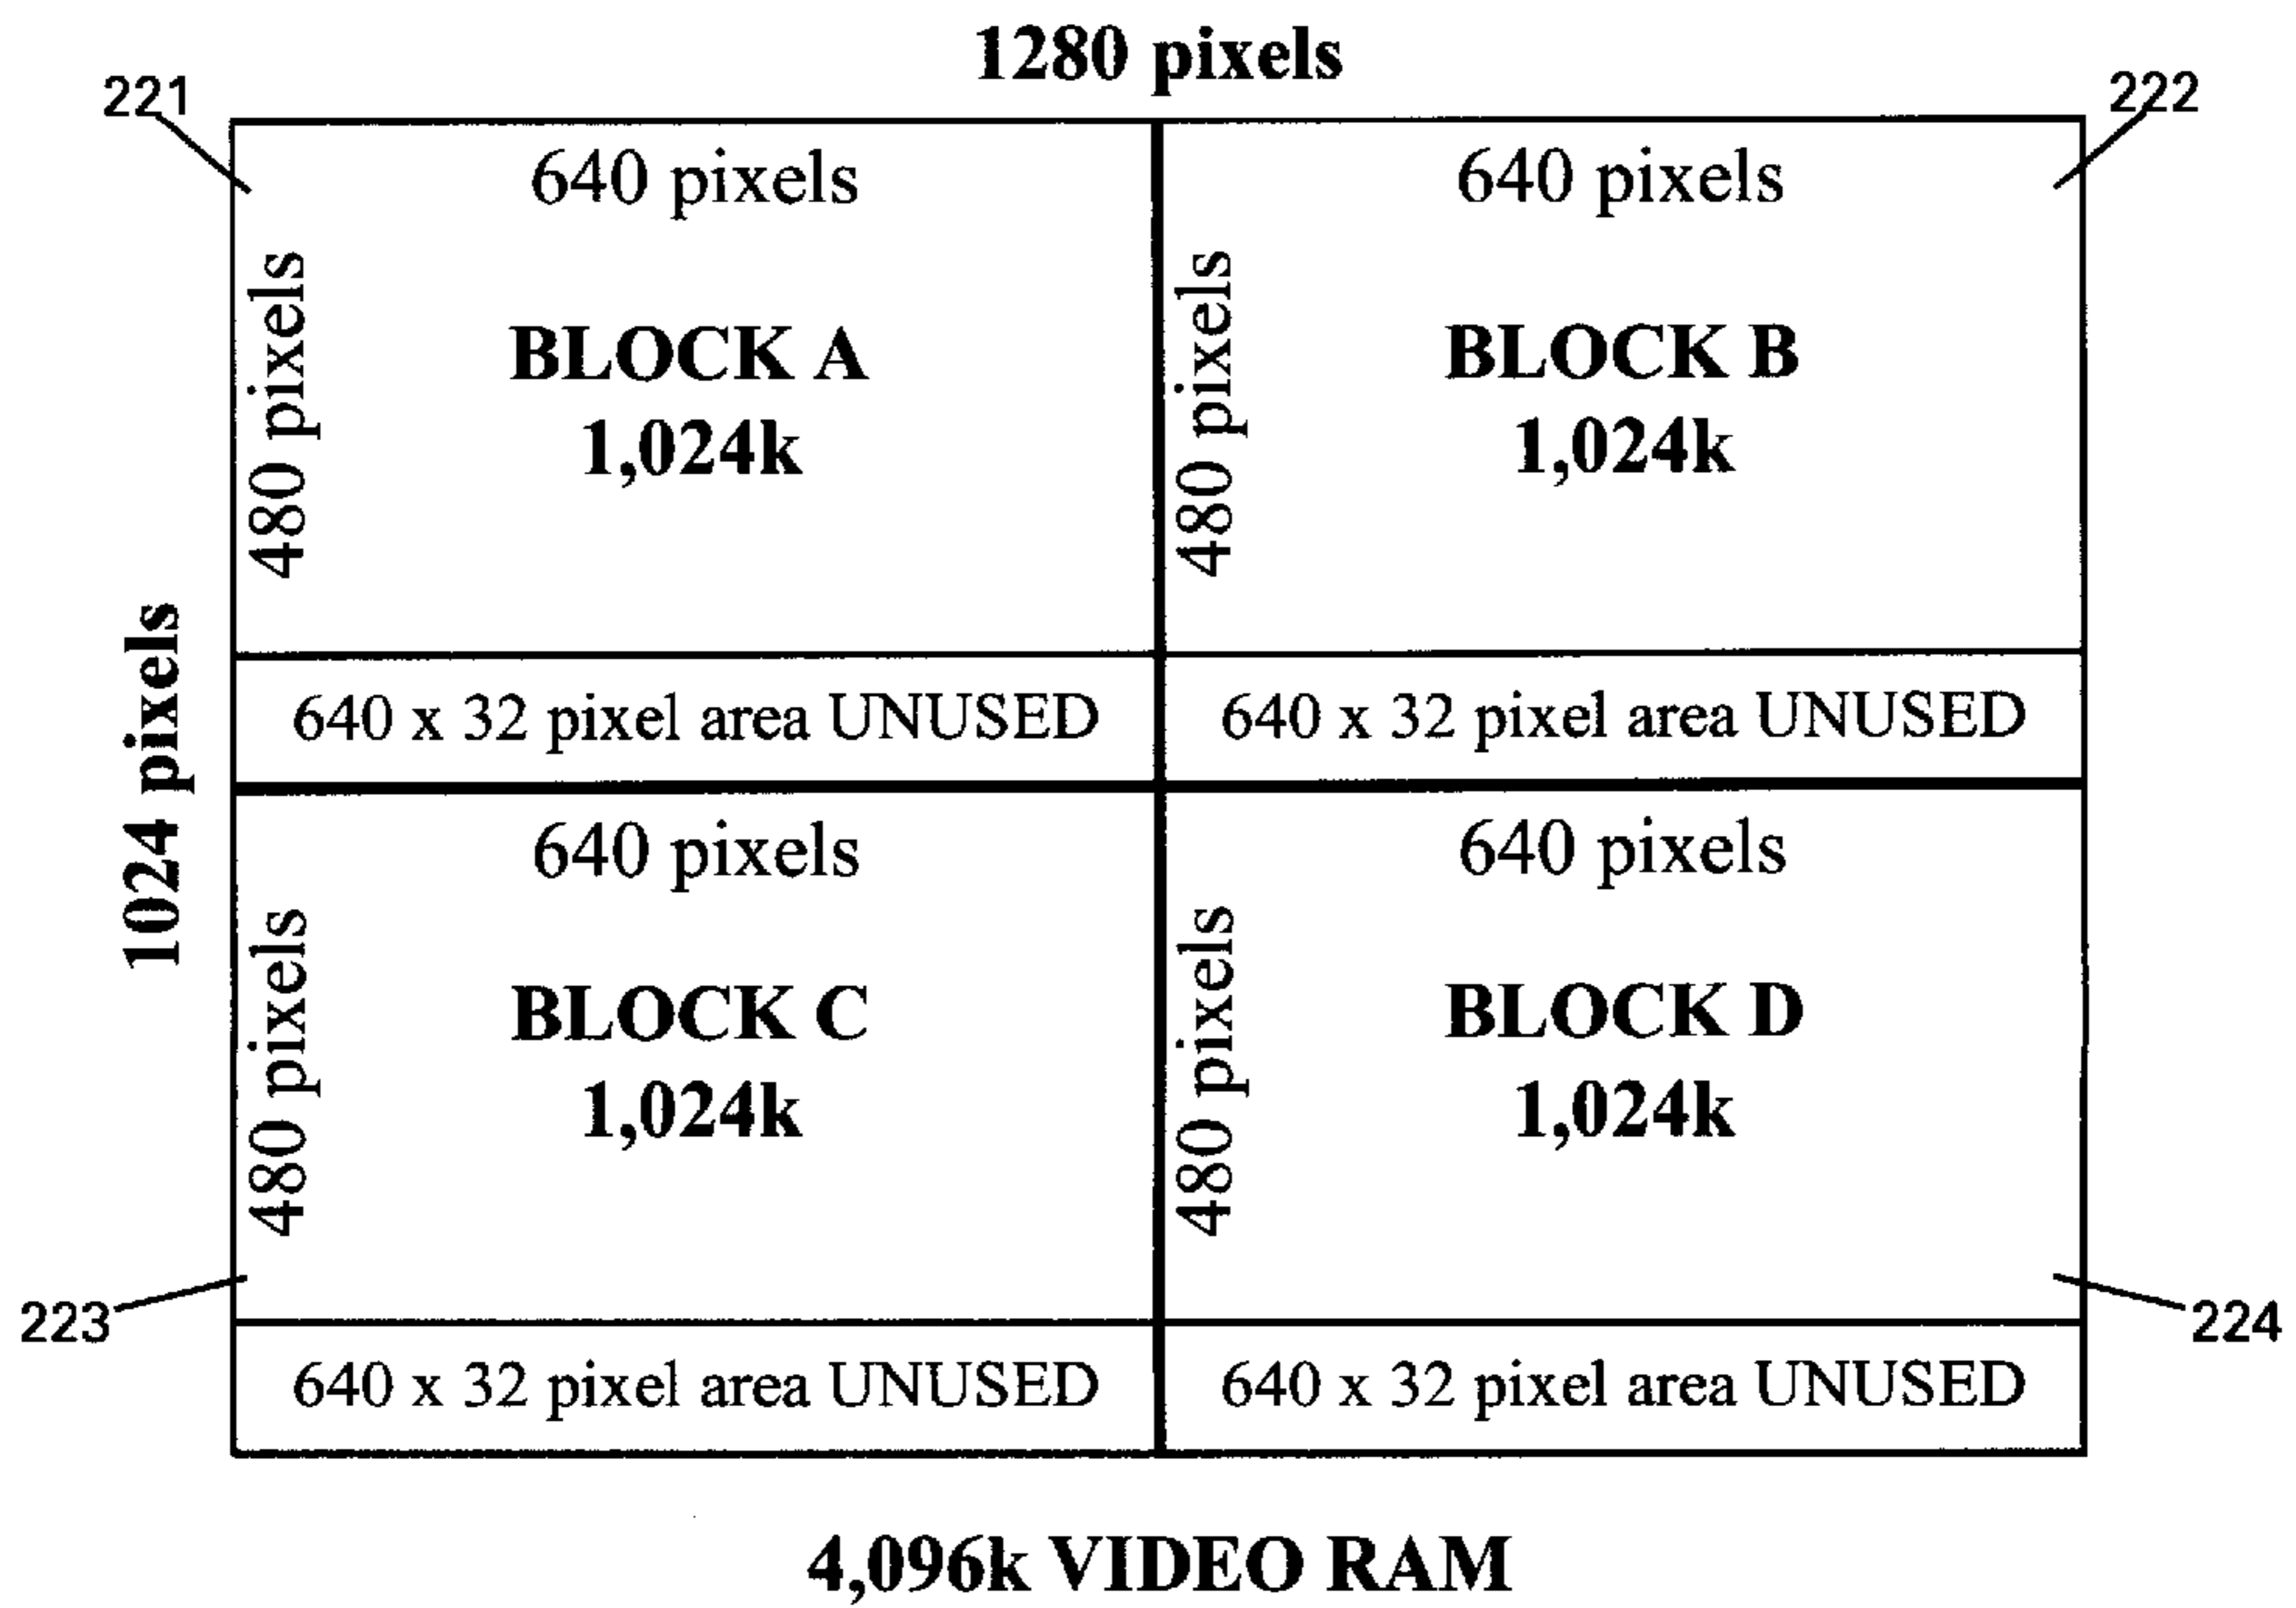 1280 pixels
221
222
640 pixels
640 pixels
480 pixels
480 pixels
BLOCK A
1,024k
BLOCK B
1,024k
1024 pixels
640 x 32 pixel area UNUSED
640 x 32 pixel area UNUSED
640 pixels
640 pixels
480 pixels
480 pixels
BLOCK C
1,024k
BLOCK D
1,024k
223
224
640 x 32 pixel area UNUSED
640 x 32 pixel area UNUSED
4,096k VIDEO RAM